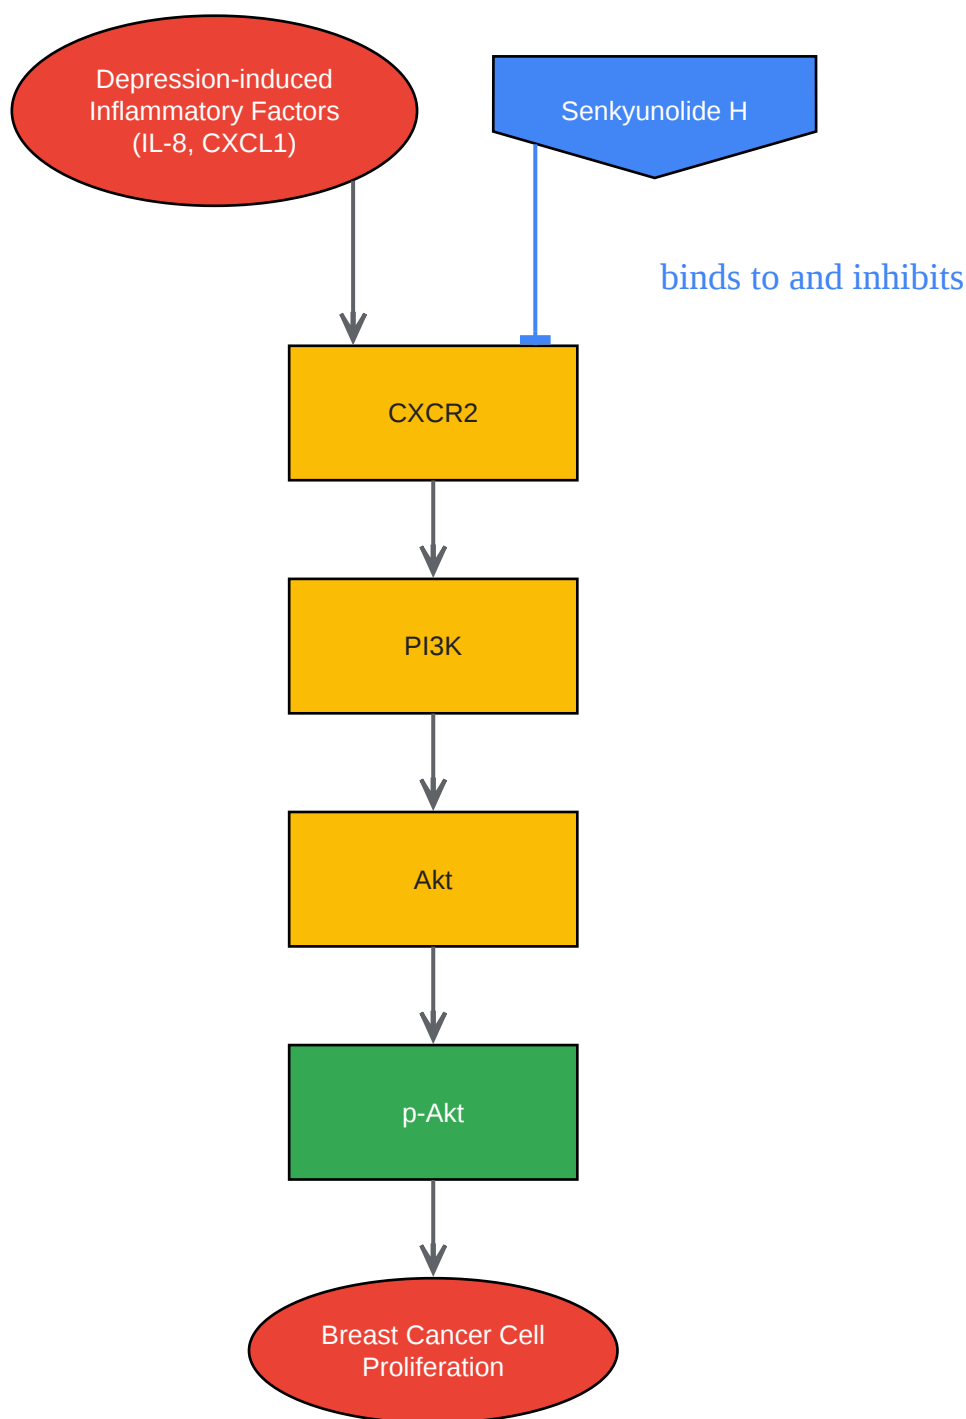 Depression-induced
Inflammatory Factors
(IL-8, CXCL1)
Senkyunolide H
binds to and inhibits
CXCR2
PI3K
Akt
p-Akt
Breast Cancer Cell
Proliferation